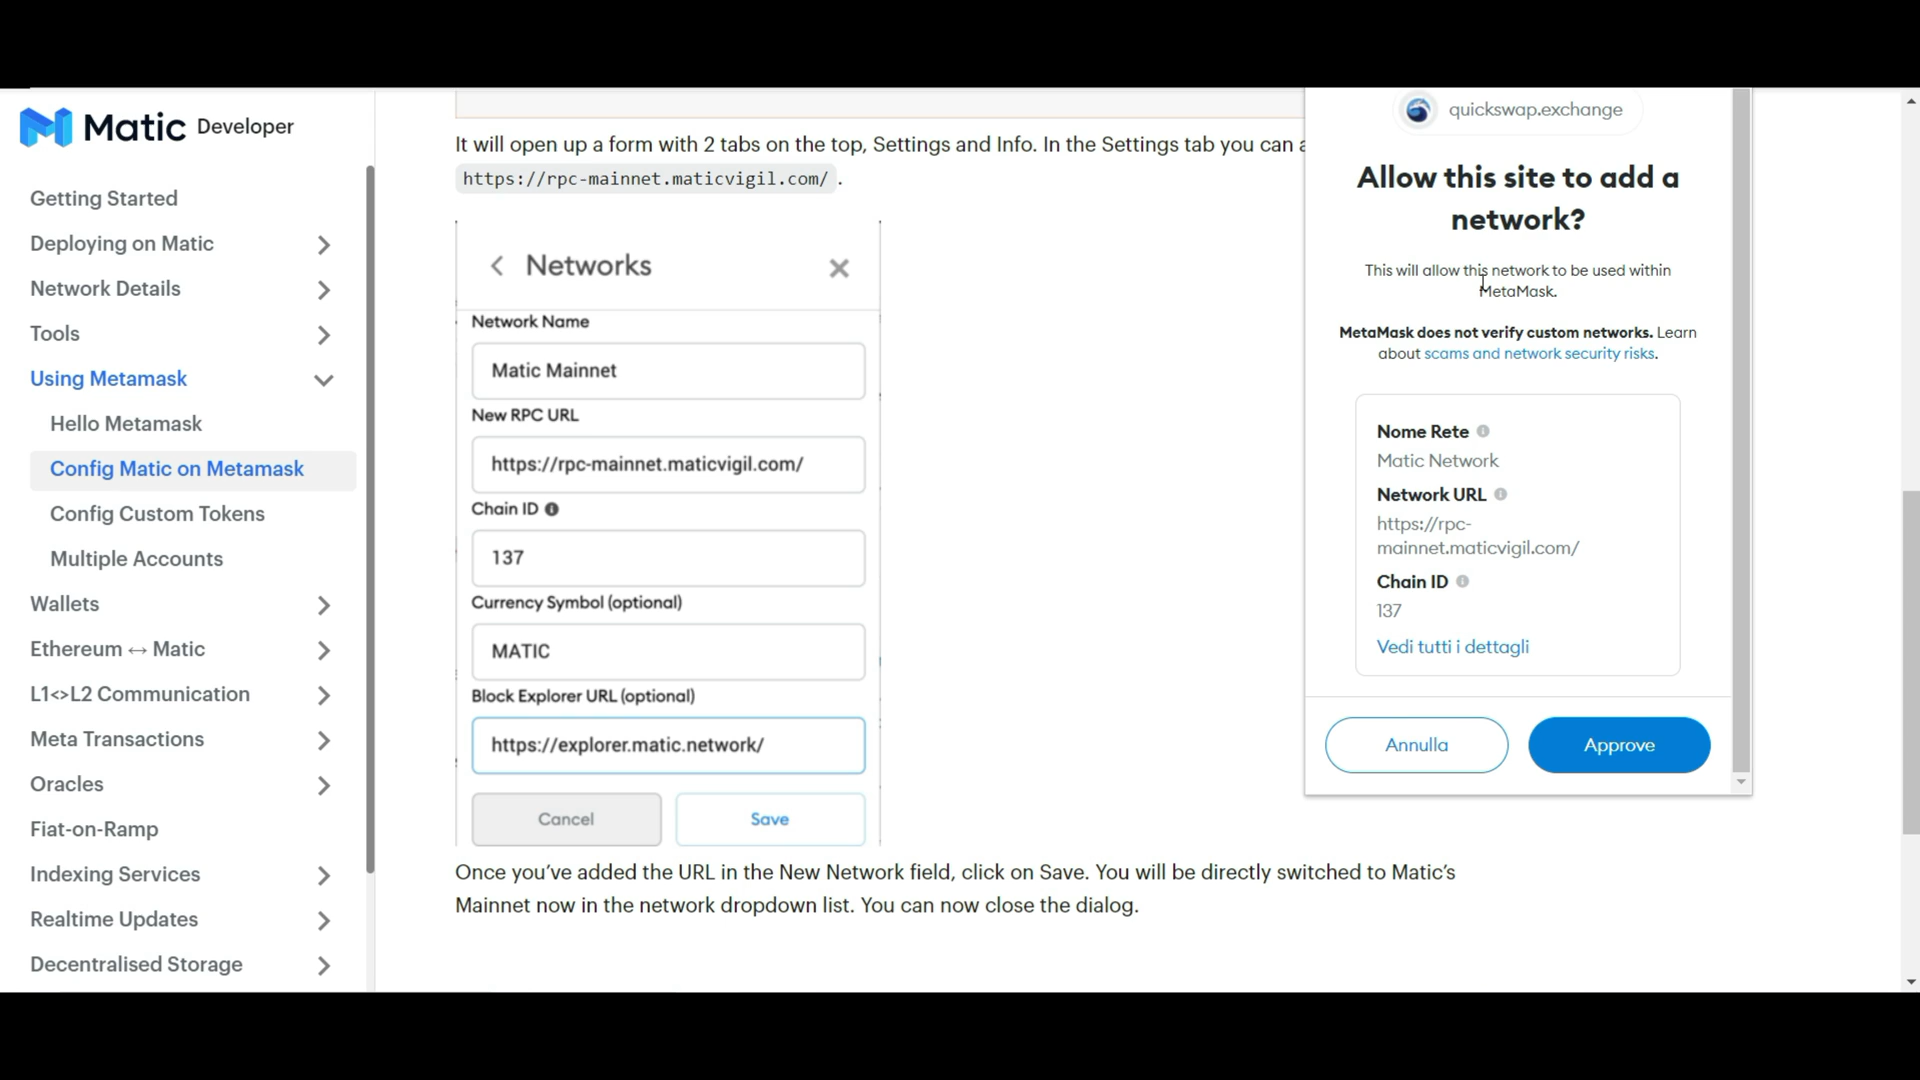 Matic Developer
Getting Started
Deploying on Matic
Network Details
Tools
Using Metamask
Hello Metamask
Config Matic on Metamask
Config Custom Tokens
Multiple Accounts
Wallets
Ethereum ↔ Matic
L1<>L2 Communication
Meta Transactions
Oracles
Fiat-on-Ramp
Indexing Services
Realtime Updates
Decentralised Storage
It will open up a form with 2 tabs on the top, Settings and Info. In the Settings tab you can a
https://rpc-mainnet.maticvigil.com/ .
Networks
Network Name
Matic Mainnet
New RPC URL
https://rpc-mainnet.maticvigil.com/
Chain ID
137
Currency Symbol (optional)
MATIC
Block Explorer URL (optional)
https://explorer.matic.network/
Cancel
Save
Once you’ve added the URL in the New Network field, click on Save. You will be directly switched to Matic’s
Mainnet now in the network dropdown list. You can now close the dialog.
quickswap.exchange
Allow this site to add a
network?
This will allow this network to be used within
MetaMask.
MetaMask does not verify custom networks. Learn
about scams and network security risks.
Nome Rete
Matic Network
Network URL
https://rpc-
mainnet.maticvigil.com/
Chain ID
137
Vedi tutti i dettagli
Annulla
Approve